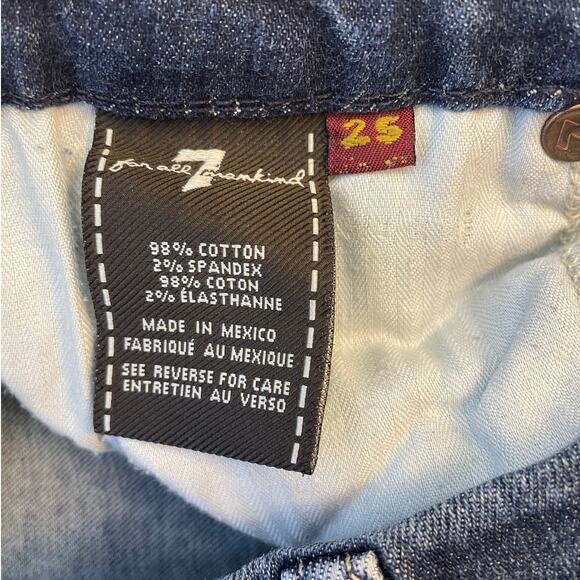 for all 7 mankind
25
98% COTTON
2% SPANDEX
98% COTON
2% ÉLASTHANNE
MADE IN MEXICO
FABRIQUÉ AU MEXIQUE
SEE REVERSE FOR CARE
ENTRETIEN AU VERSO